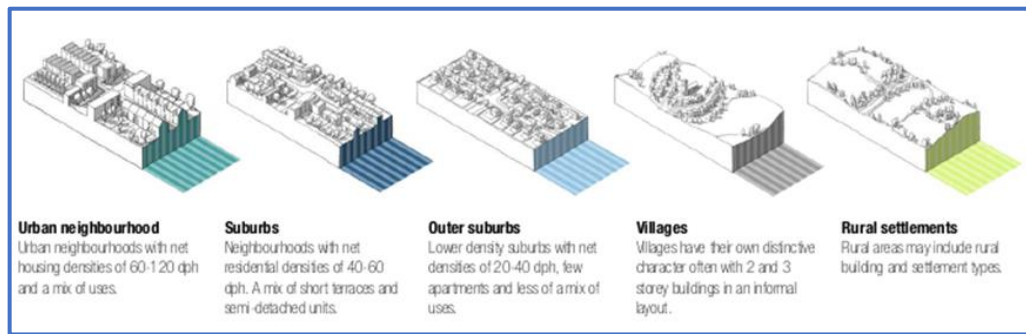 Urban neighbourhood
Urban neighbourhoods with net
housing densities of 60-120 dph
and a mix of uses.
Suburbs
Neighbourhoods with net
residential densities of 40-60
dph. A mix of short terraces and
semi-detached units.
Outer suburbs
Lower density suburbs with net
densities of 20-40 dph, few
apartments and less of a mix of
uses.
Villages
Villages have their own distinctive
character often with 2 and 3
storey buildings in an informal
layout.
Rural settlements
Rural areas may include rural
building and settlement types.